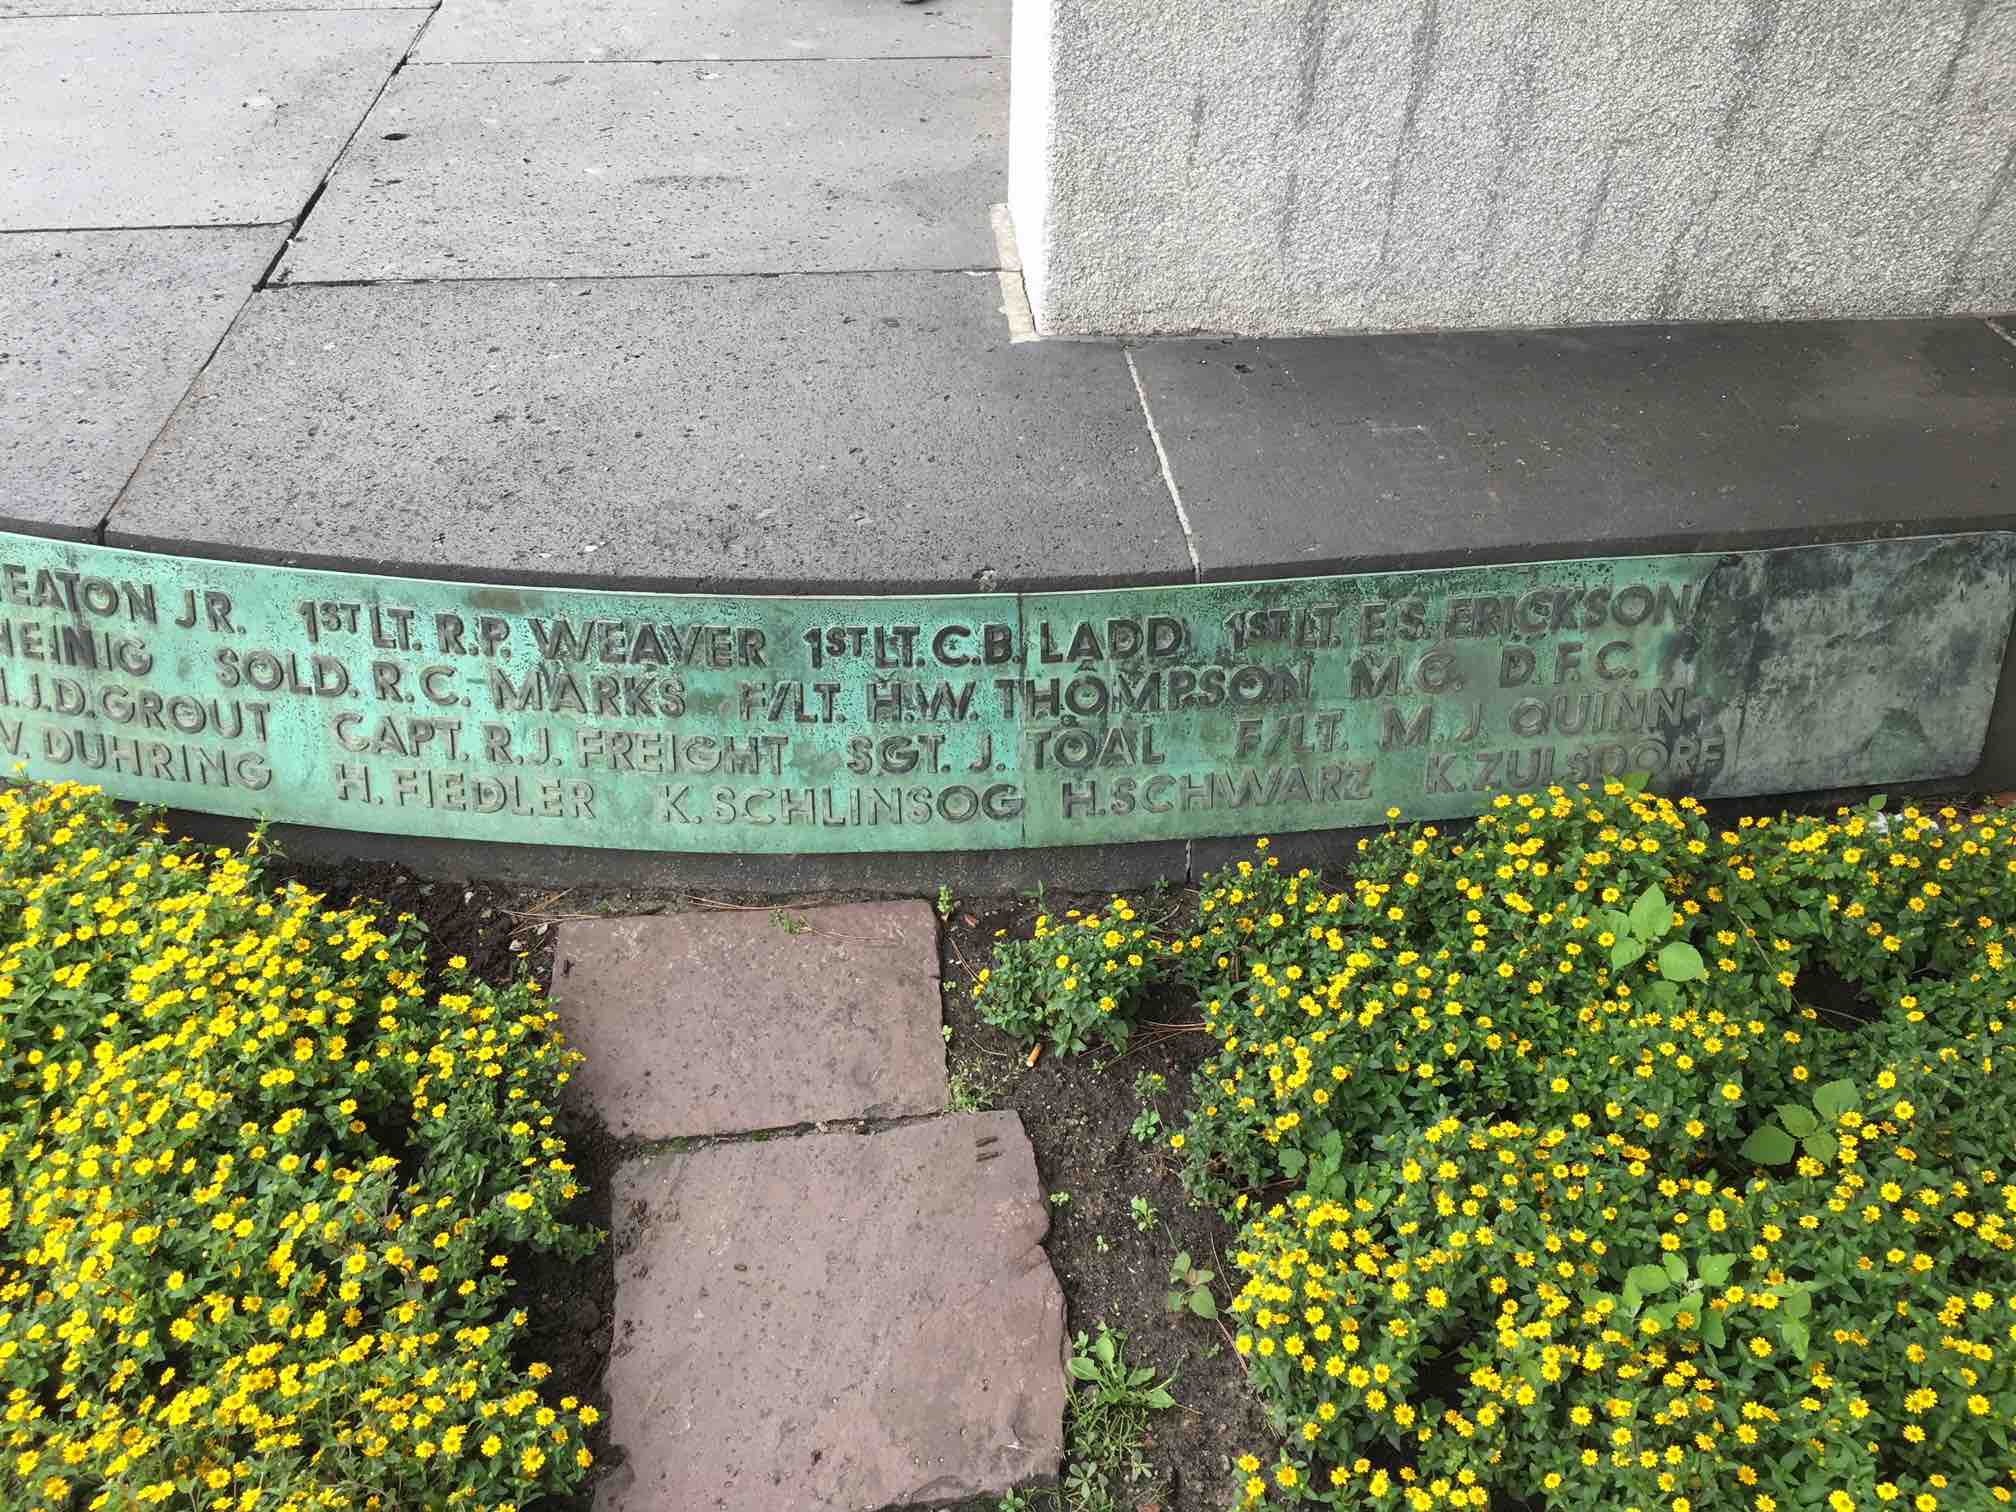 EATON JR. 1ST LT. R.P. WEAVER 1ST LT. C.B. LADD 1ST LT. E.S. ERICKSON
HEINIG SOLD. R.C. MARKS F/LT. H.W. THOMPSON M.C. D.F.C.
J.D. GROUT CAPT. R.J. FREIGHT SGT. J. TOAL F/LT. M.J. QUINN
DUHRING H. FIEDLER K. SCHLINSOG H. SCHWARZ K. ZULSDORF